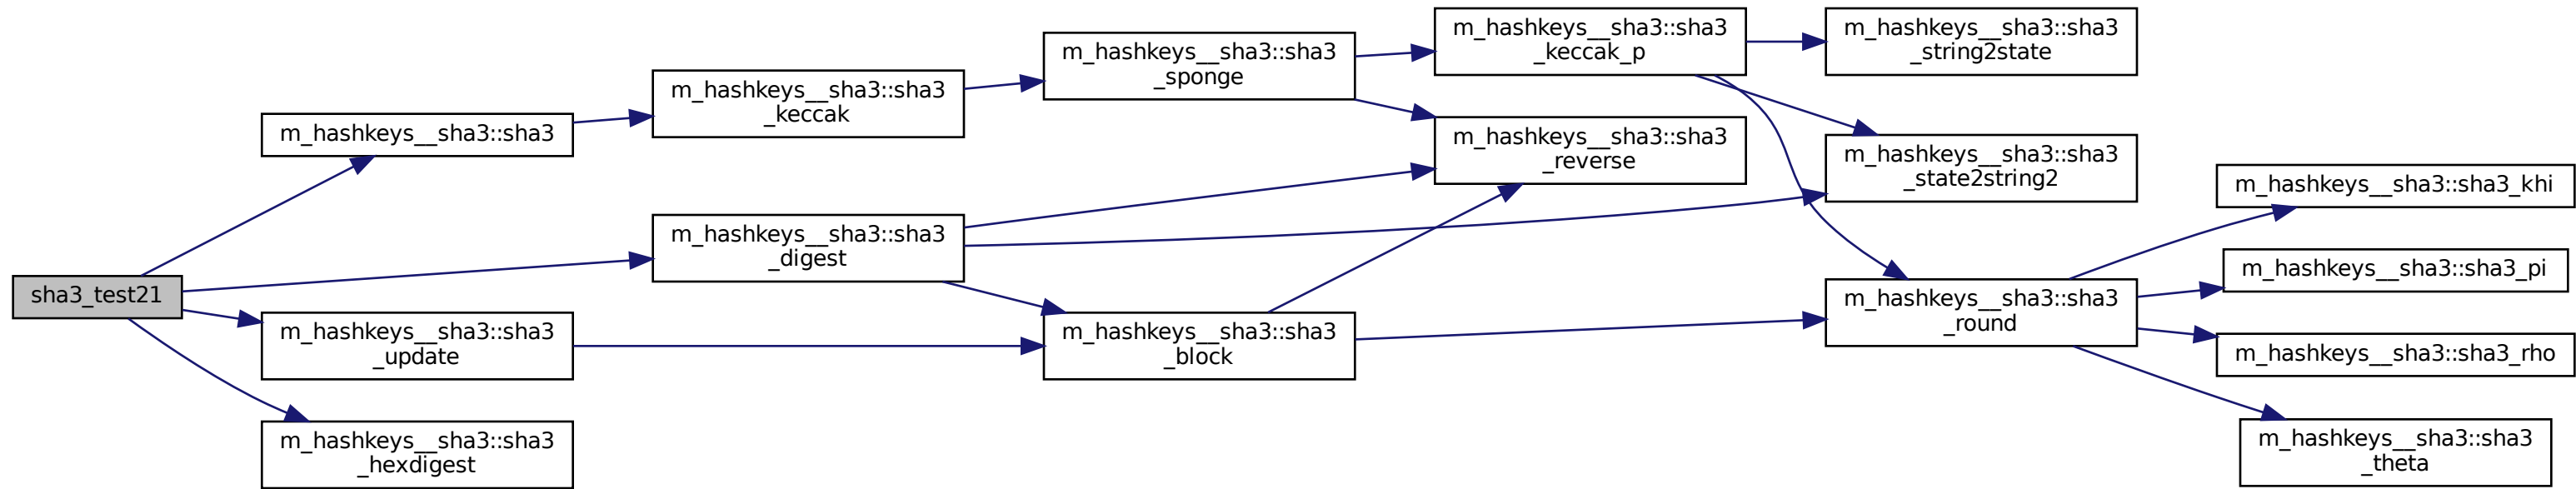 sha3_test21
m_hashkeys__sha3::sha3
m_hashkeys__sha3::sha3
_keccak
m_hashkeys__sha3::sha3
_sponge
m_hashkeys__sha3::sha3
_keccak_p
m_hashkeys__sha3::sha3
_string2state
m_hashkeys__sha3::sha3
_reverse
m_hashkeys__sha3::sha3
_state2string2
m_hashkeys__sha3::sha3
_digest
m_hashkeys__sha3::sha3
_update
m_hashkeys__sha3::sha3
_block
m_hashkeys__sha3::sha3
_round
m_hashkeys__sha3::sha3_khi
m_hashkeys__sha3::sha3_pi
m_hashkeys__sha3::sha3_rho
m_hashkeys__sha3::sha3
_theta
m_hashkeys__sha3::sha3
_hexdigest